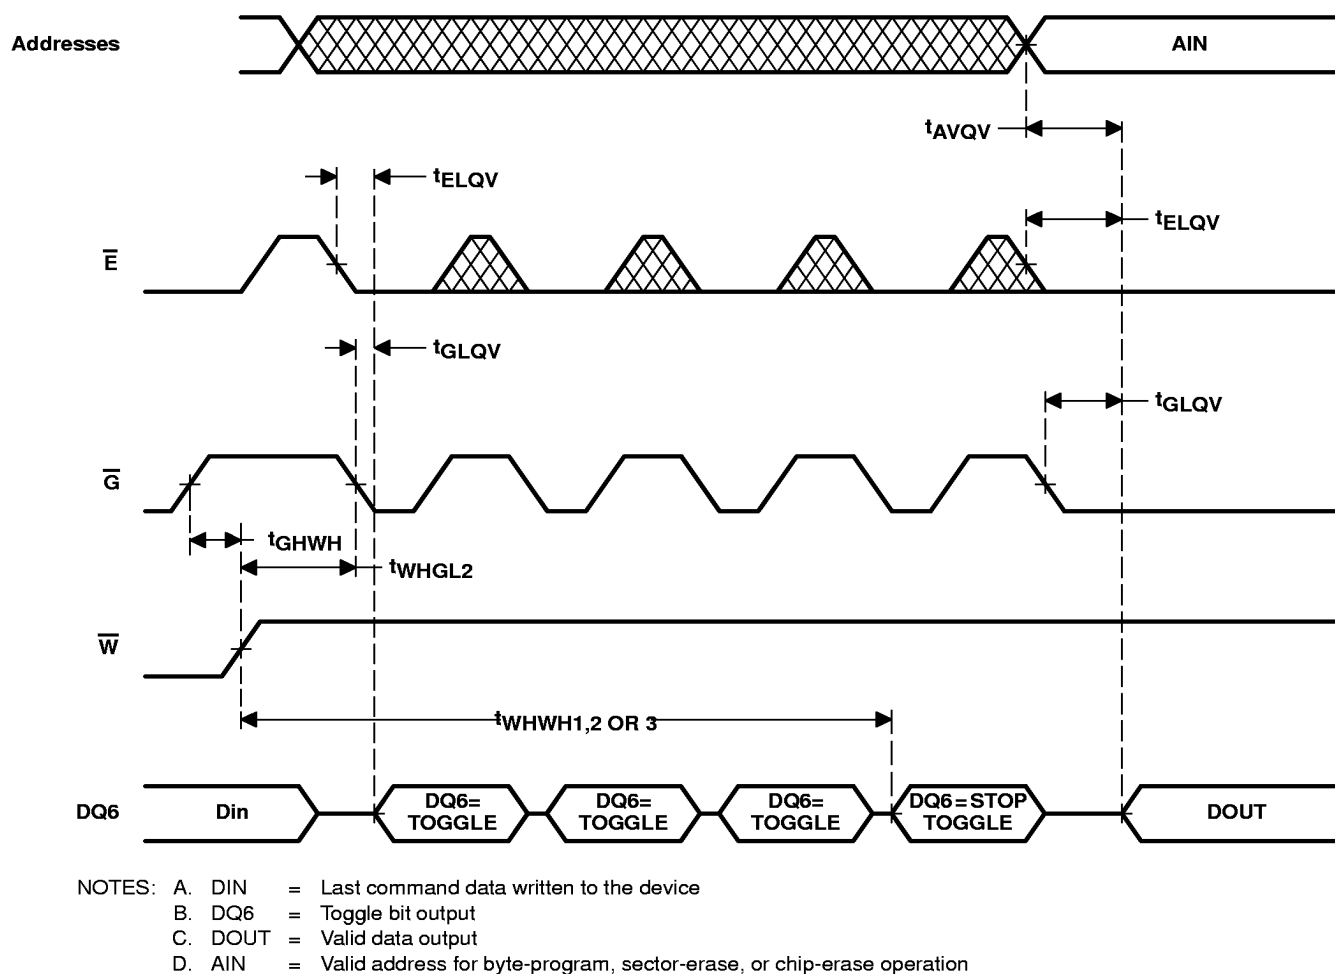 Addresses
AIN
tAVQV
tELQV
tELQV
E
tGLQV
tGLQV
G
tGHWH
tWHGL2
W
tWHWH1,2 OR 3
DQ6
Din
DQ6=
TOGGLE
DQ6=
TOGGLE
DQ6=
TOGGLE
DQ6=STOP
TOGGLE
DOUT
NOTES: A. DIN = Last command data written to the device
B. DQ6 = Toggle bit output
C. DOUT = Valid data output
D. AIN = Valid address for byte-program, sector-erase, or chip-erase operation